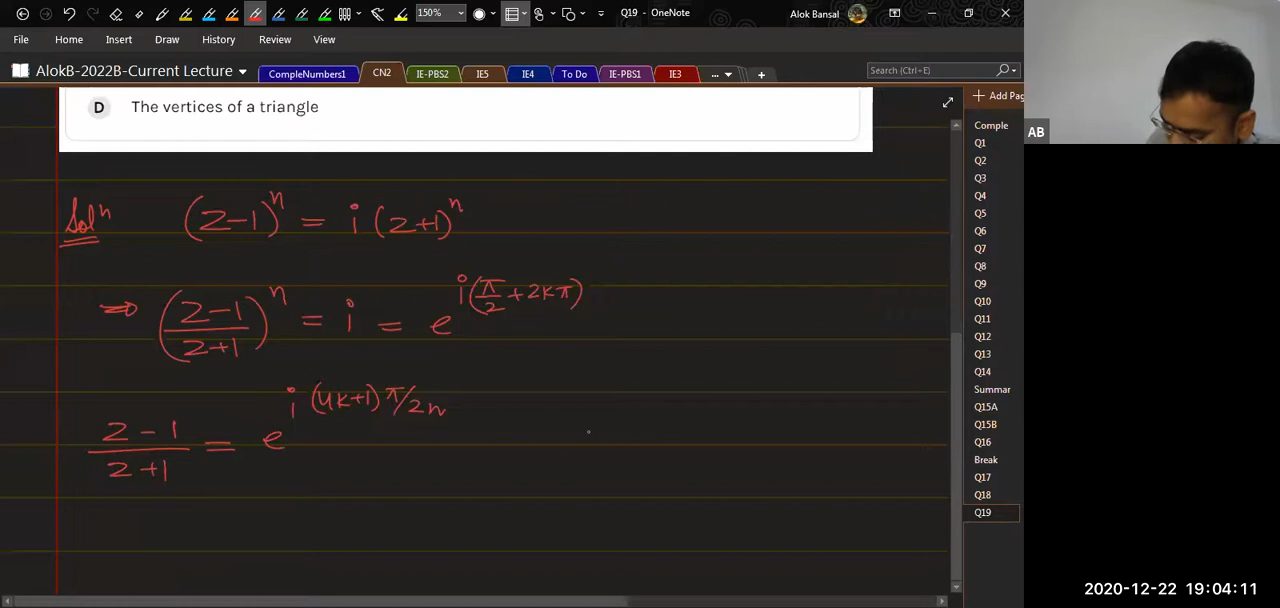 150% Q19 - OneNote Alok Bansal
File Home Insert Draw History Review View
AlokB-2022B-Current Lecture CompleNumbers1 CN2 IE-PBS2 IE5 IE4 To Do IE-PBS1 IE3 ... + Search (Ctrl+E)
D The vertices of a triangle
Solⁿ (z-1)ⁿ = i (z+1)ⁿ
⇒ ((z-1)/(z+1))ⁿ = i = e^{i(π/2 + 2kπ)}
(z-1)/(z+1) = e^{i(4k+1)π/2n}
Add Pag
Comple
Q1
Q2
Q3
Q4
Q5
Q6
Q7
Q8
Q9
Q10
Q11
Q12
Q13
Q14
Summar
Q15A
Q15B
Q16
Break
Q17
Q18
Q19
AB
2020-12-22 19:04:11